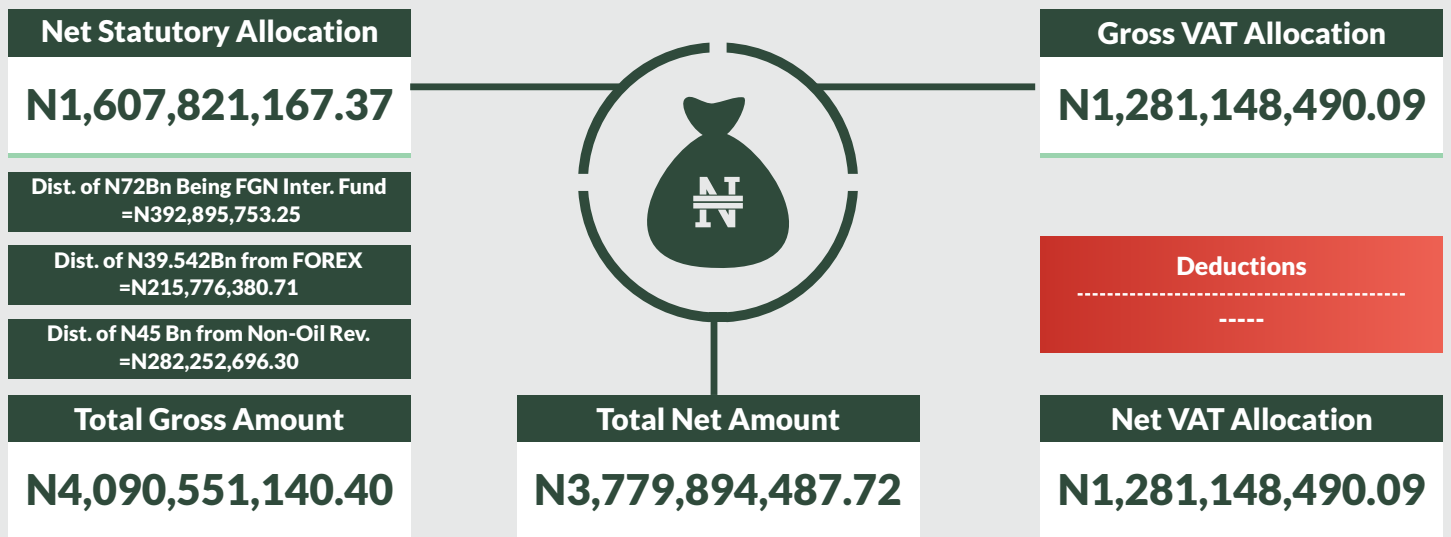 Net Statutory Allocation
N1,607,821,167.37
Dist. of N72Bn Being FGN Inter. Fund
=N392,895,753.25
Dist. of N39.542Bn from FOREX
=N215,776,380.71
Dist. of N45 Bn from Non-Oil Rev.
=N282,252,696.30
Total Gross Amount
N4,090,551,140.40
N
Total Net Amount
N3,779,894,487.72
Gross VAT Allocation
N1,281,148,490.09
Deductions
-----------------------------------------------
-----
Net VAT Allocation
N1,281,148,490.09